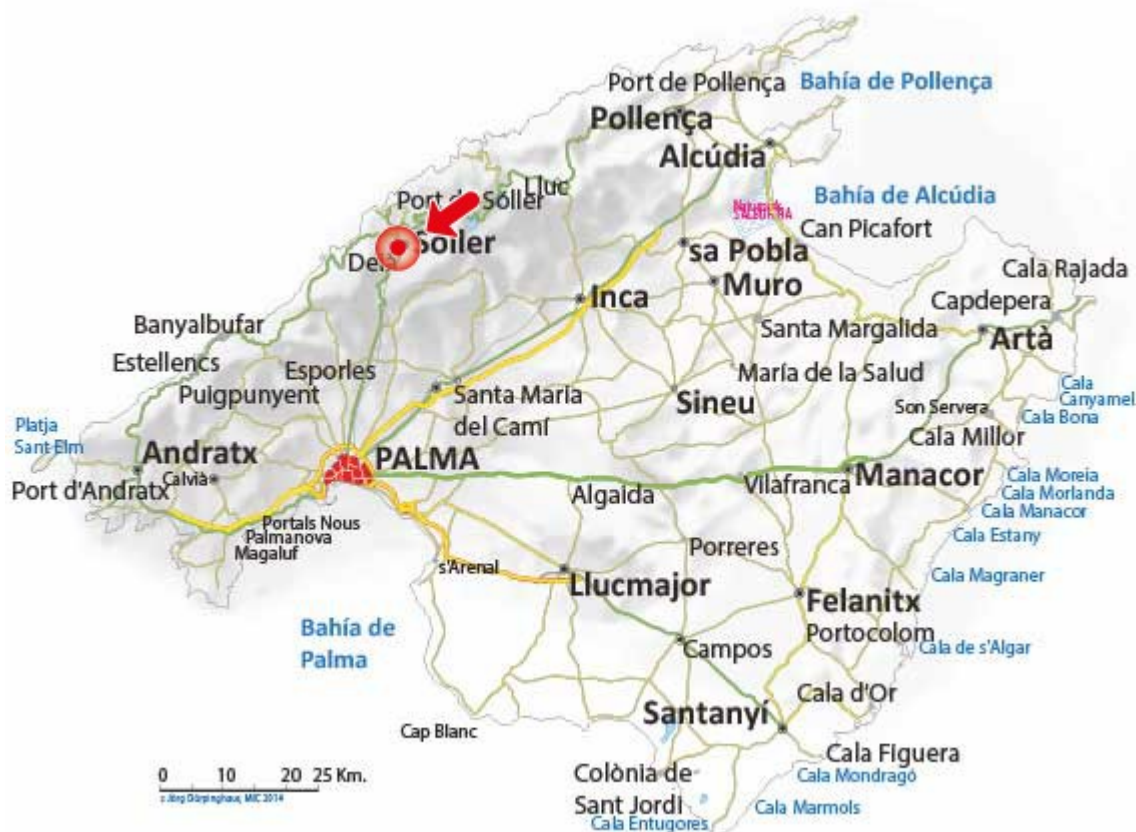 Port de Pollença
Bahía de Pollença
Pollença
Alcúdia
Lluc
Port de Sóller
Bahía de Alcúdia
Can Picafort
Sóller
sa Pobla
Deià
Muro
Cala Rajada
Inca
Capdepera
Banyalbufar
Santa Margalida
Artà
Estellencs
Esporles
María de la Salud
Puigpunyent
Santa Maria
del Camí
Sineu
Cala
Canyamel
Son Servera
Cala Bona
Platja
Sant Elm
Andratx
PALMA
Cala Millor
Calvià
Manacor
Cala Moreia
Port d'Andratx
Algaida
Vilafranca
Cala Morlanda
Cala Manacor
Portals Nous
Palmanova
Magaluf
Cala Estany
Porreres
s'Arenal
Llucmajor
Cala Magraner
Felanitx
Bahía de
Palma
Portocolom
Cala de s'Algar
Campos
Cala d'Or
Santanyí
Cap Blanc
Cala Figuera
0 10 20 25 Km.
Colònia de
Sant Jordi
Cala Mondragó
Cala Marmols
Cala Entugores